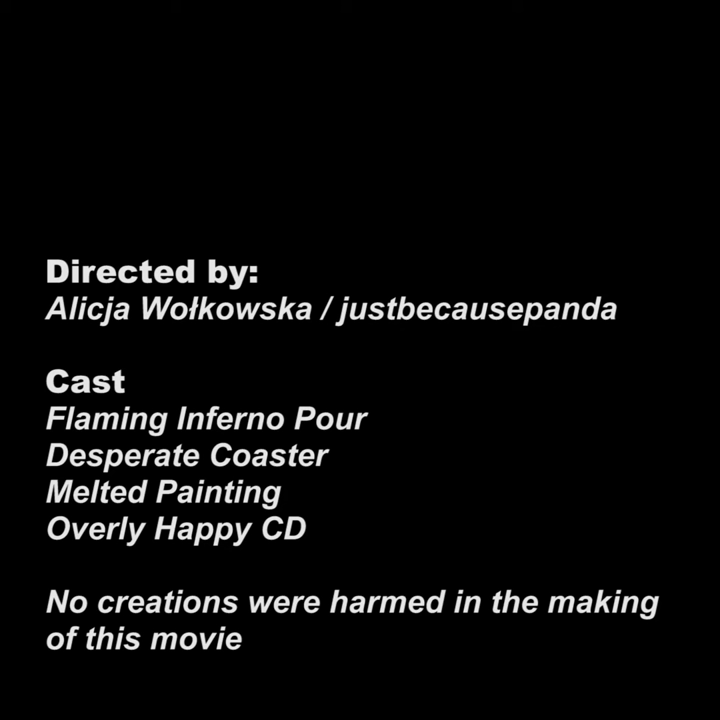 Directed by:
Alicja Wołkowska / justbecausepanda
Cast
Flaming Inferno Pour
Desperate Coaster
Melted Painting
Overly Happy CD
No creations were harmed in the making
of this movie